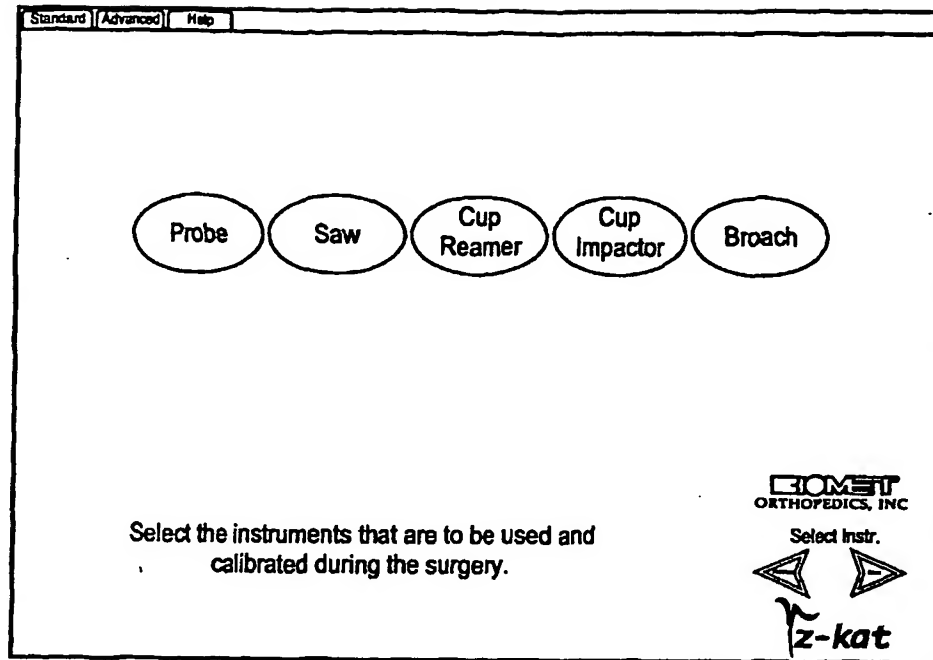 Standard Advanced Help
Probe Saw Cup Reamer Cup Impactor Broach
BIOMET
ORTHOPEDICS, INC
Select the instruments that are to be used and
calibrated during the surgery.
Select Instr.
z-kat